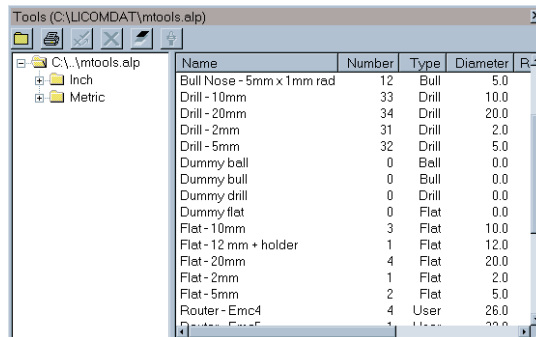 Tools (C:\LICOMDAT\mtools.alp)
C:\..\mtools.alp
Inch
Metric
Name Number Type Diameter
Bull Nose - 5mm x 1mm rad 12 Bull 5.0
Drill - 10mm 33 Drill 10.0
Drill - 20mm 34 Drill 20.0
Drill - 2mm 31 Drill 2.0
Drill - 5mm 32 Drill 5.0
Dummy ball 0 Ball 0.0
Dummy bull 0 Bull 0.0
Dummy drill 0 Drill 0.0
Dummy flat 0 Flat 0.0
Flat - 10mm 3 Flat 10.0
Flat - 12 mm + holder 1 Flat 12.0
Flat - 20mm 4 Flat 20.0
Flat - 2mm 1 Flat 2.0
Flat - 5mm 2 Flat 5.0
Router - Emc4 4 User 26.0